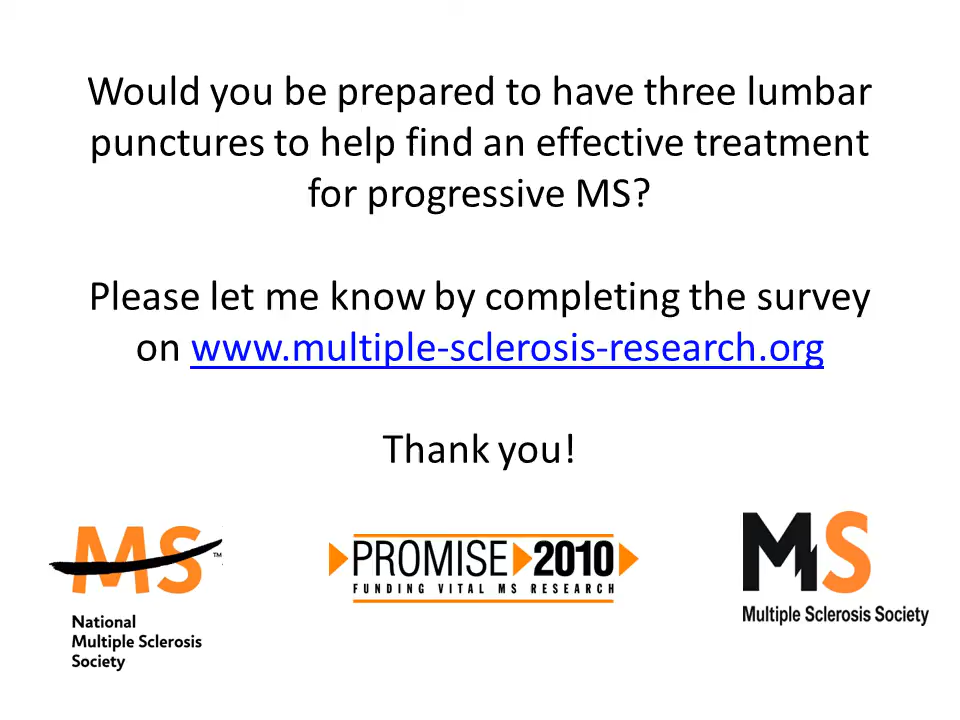 Would you be prepared to have three lumbar
punctures to help find an effective treatment
for progressive MS?
Please let me know by completing the survey
on www.multiple-sclerosis-research.org
Thank you!
MS™
National
Multiple Sclerosis
Society
PROMISE 2010
FUNDING VITAL MS RESEARCH
MS
Multiple Sclerosis Society